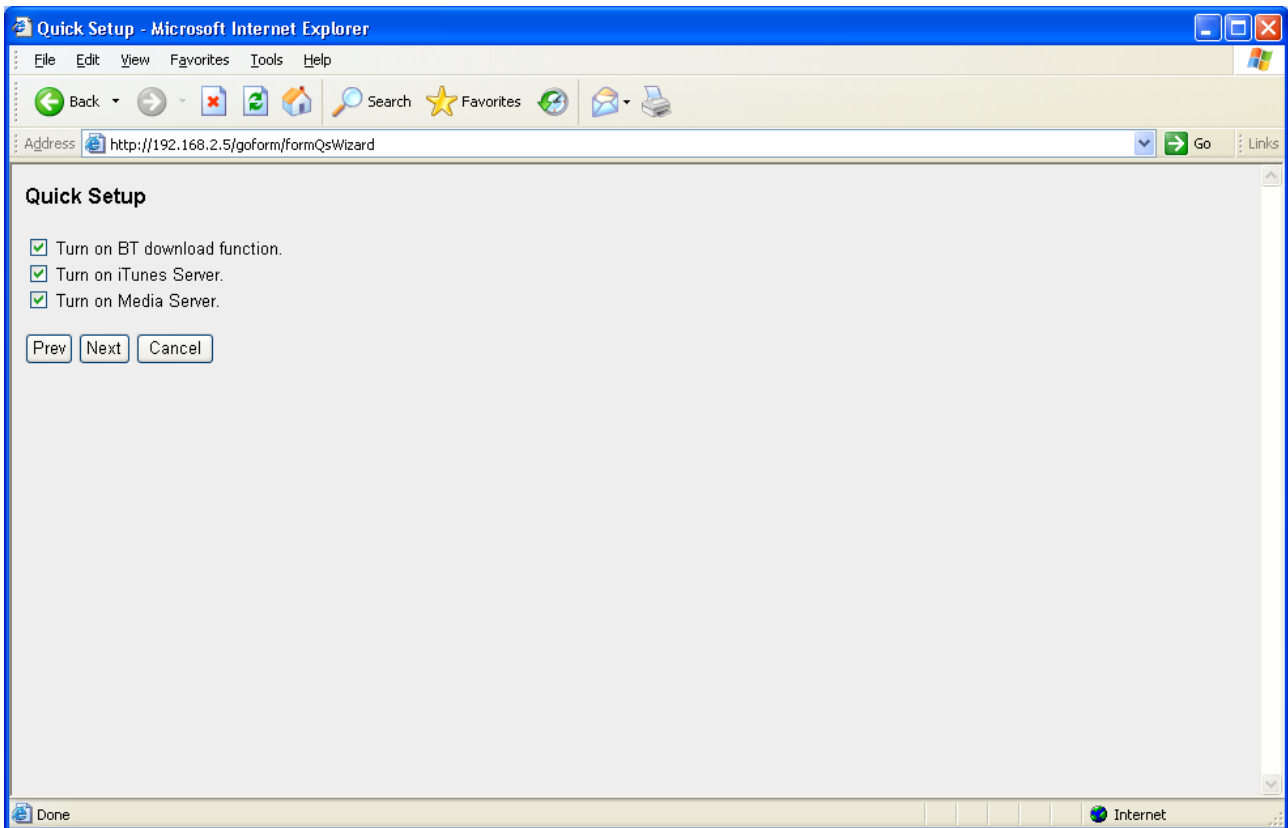 Quick Setup - Microsoft Internet Explorer
File Edit View Favorites Tools Help
Back Search Favorites
Address http://192.168.2.5/goform/formQsWizard Go Links
Quick Setup
Turn on BT download function.
Turn on iTunes Server.
Turn on Media Server.
Prev Next Cancel
Done Internet